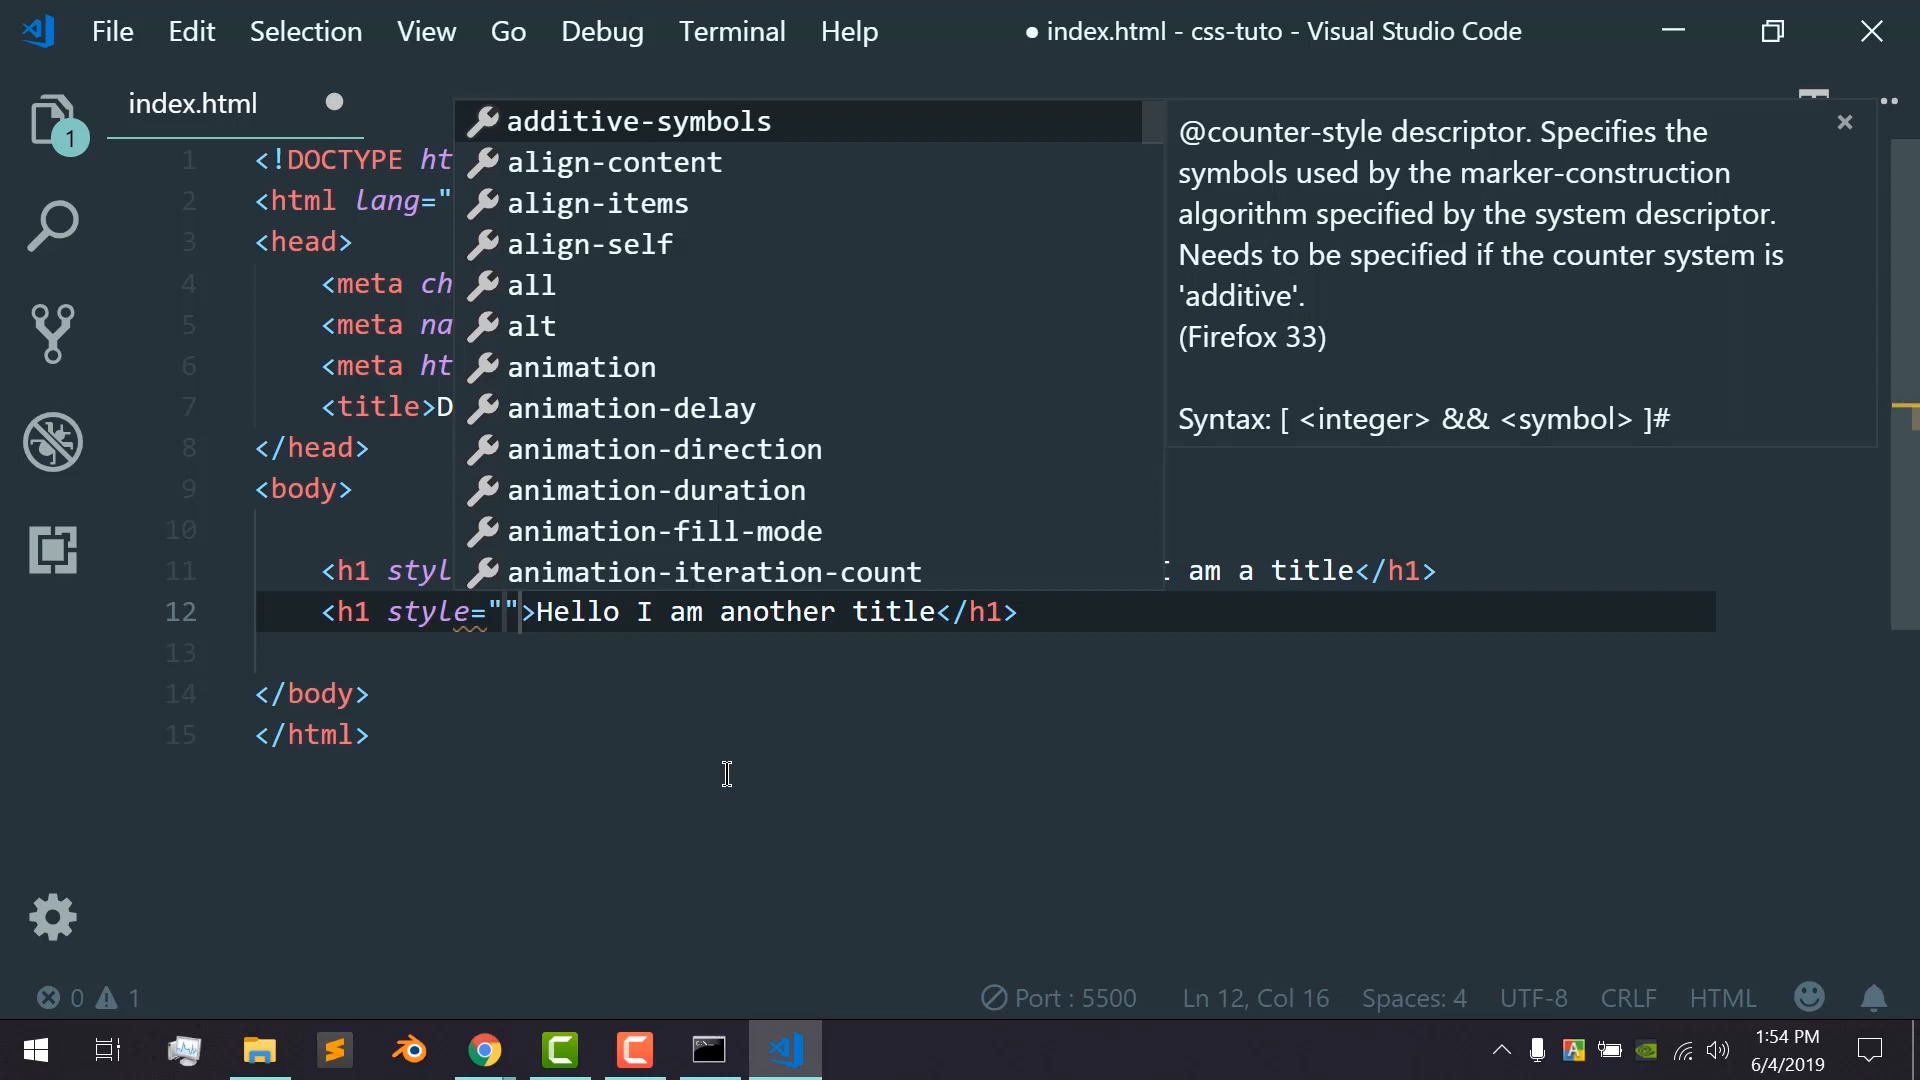 File Edit Selection View Go Debug Terminal Help ● index.html - css-tuto - Visual Studio Code
index.html
1
additive-symbols
align-content
align-items
align-self
all
alt
animation
animation-delay
animation-direction
animation-duration
animation-fill-mode
animation-iteration-count
@counter-style descriptor. Specifies the
symbols used by the marker-construction
algorithm specified by the system descriptor.
Needs to be specified if the counter system is
'additive'.
(Firefox 33)
Syntax: [ <integer> && <symbol> ]#
1 <!DOCTYPE ht
2 <html lang="
3 <head>
4 <meta ch
5 <meta na
6 <meta ht
7 <title>D
8 </head>
9 <body>
10
11 <h1 styl I am a title</h1>
12 <h1 style="">Hello I am another title</h1>
13
14 </body>
15 </html>
0 1 Port : 5500 Ln 12, Col 16 Spaces: 4 UTF-8 CRLF HTML
1:54 PM
6/4/2019